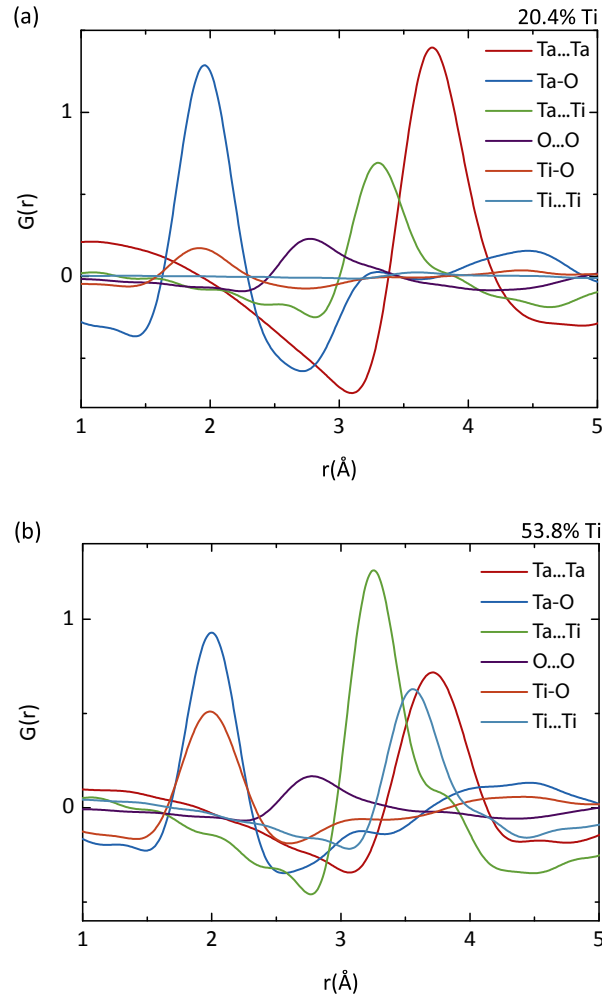 (a)
20.4% Ti
Ta...Ta
Ta-O
Ta...Ti
O...O
Ti-O
Ti...Ti
1
0
G(r)
1 2 3 4 5
r(Å)
(b)
53.8% Ti
Ta...Ta
Ta-O
Ta...Ti
O...O
Ti-O
Ti...Ti
1
0
G(r)
1 2 3 4 5
r(Å)